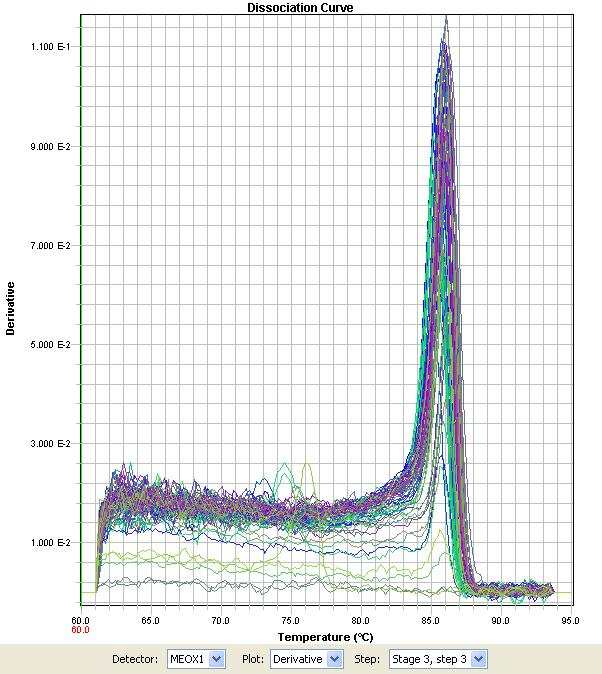 Dissociation Curve
1.100 E-1
9.000 E-2
7.000 E-2
5.000 E-2
3.000 E-2
1.000 E-2
Derivative
60.0 65.0 70.0 75.0 80.0 85.0 90.0 95.0
60.0
Temperature (°C)
Detector: MEOX1 Plot: Derivative Step: Stage 3, step 3